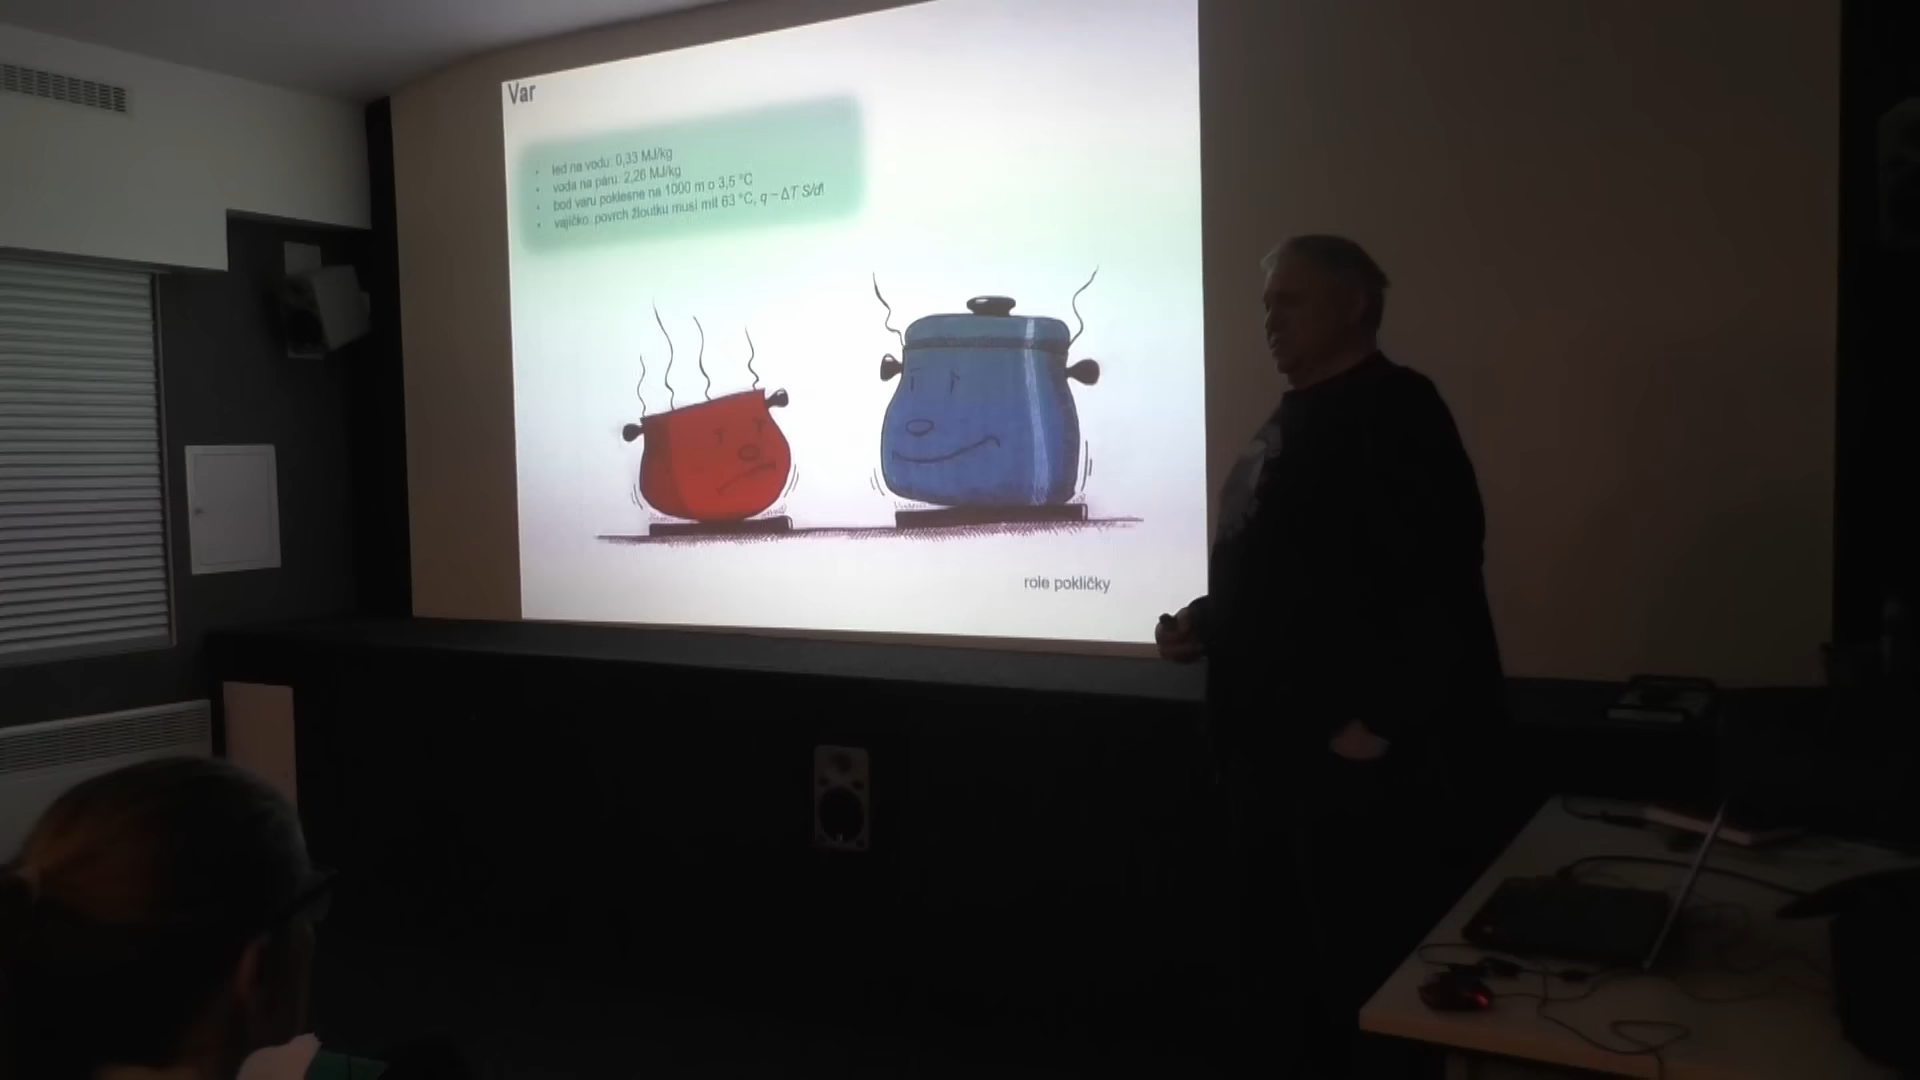 Var
• led na vodu: 0,33 MJ/kg
• voda na páru: 2,26 MJ/kg
• bod varu poklesne na 1000 m o 3,5 °C
• vajíčko: povrch žloutku musí mít 63 °C, q ~ ΔT S/d
role pokličky